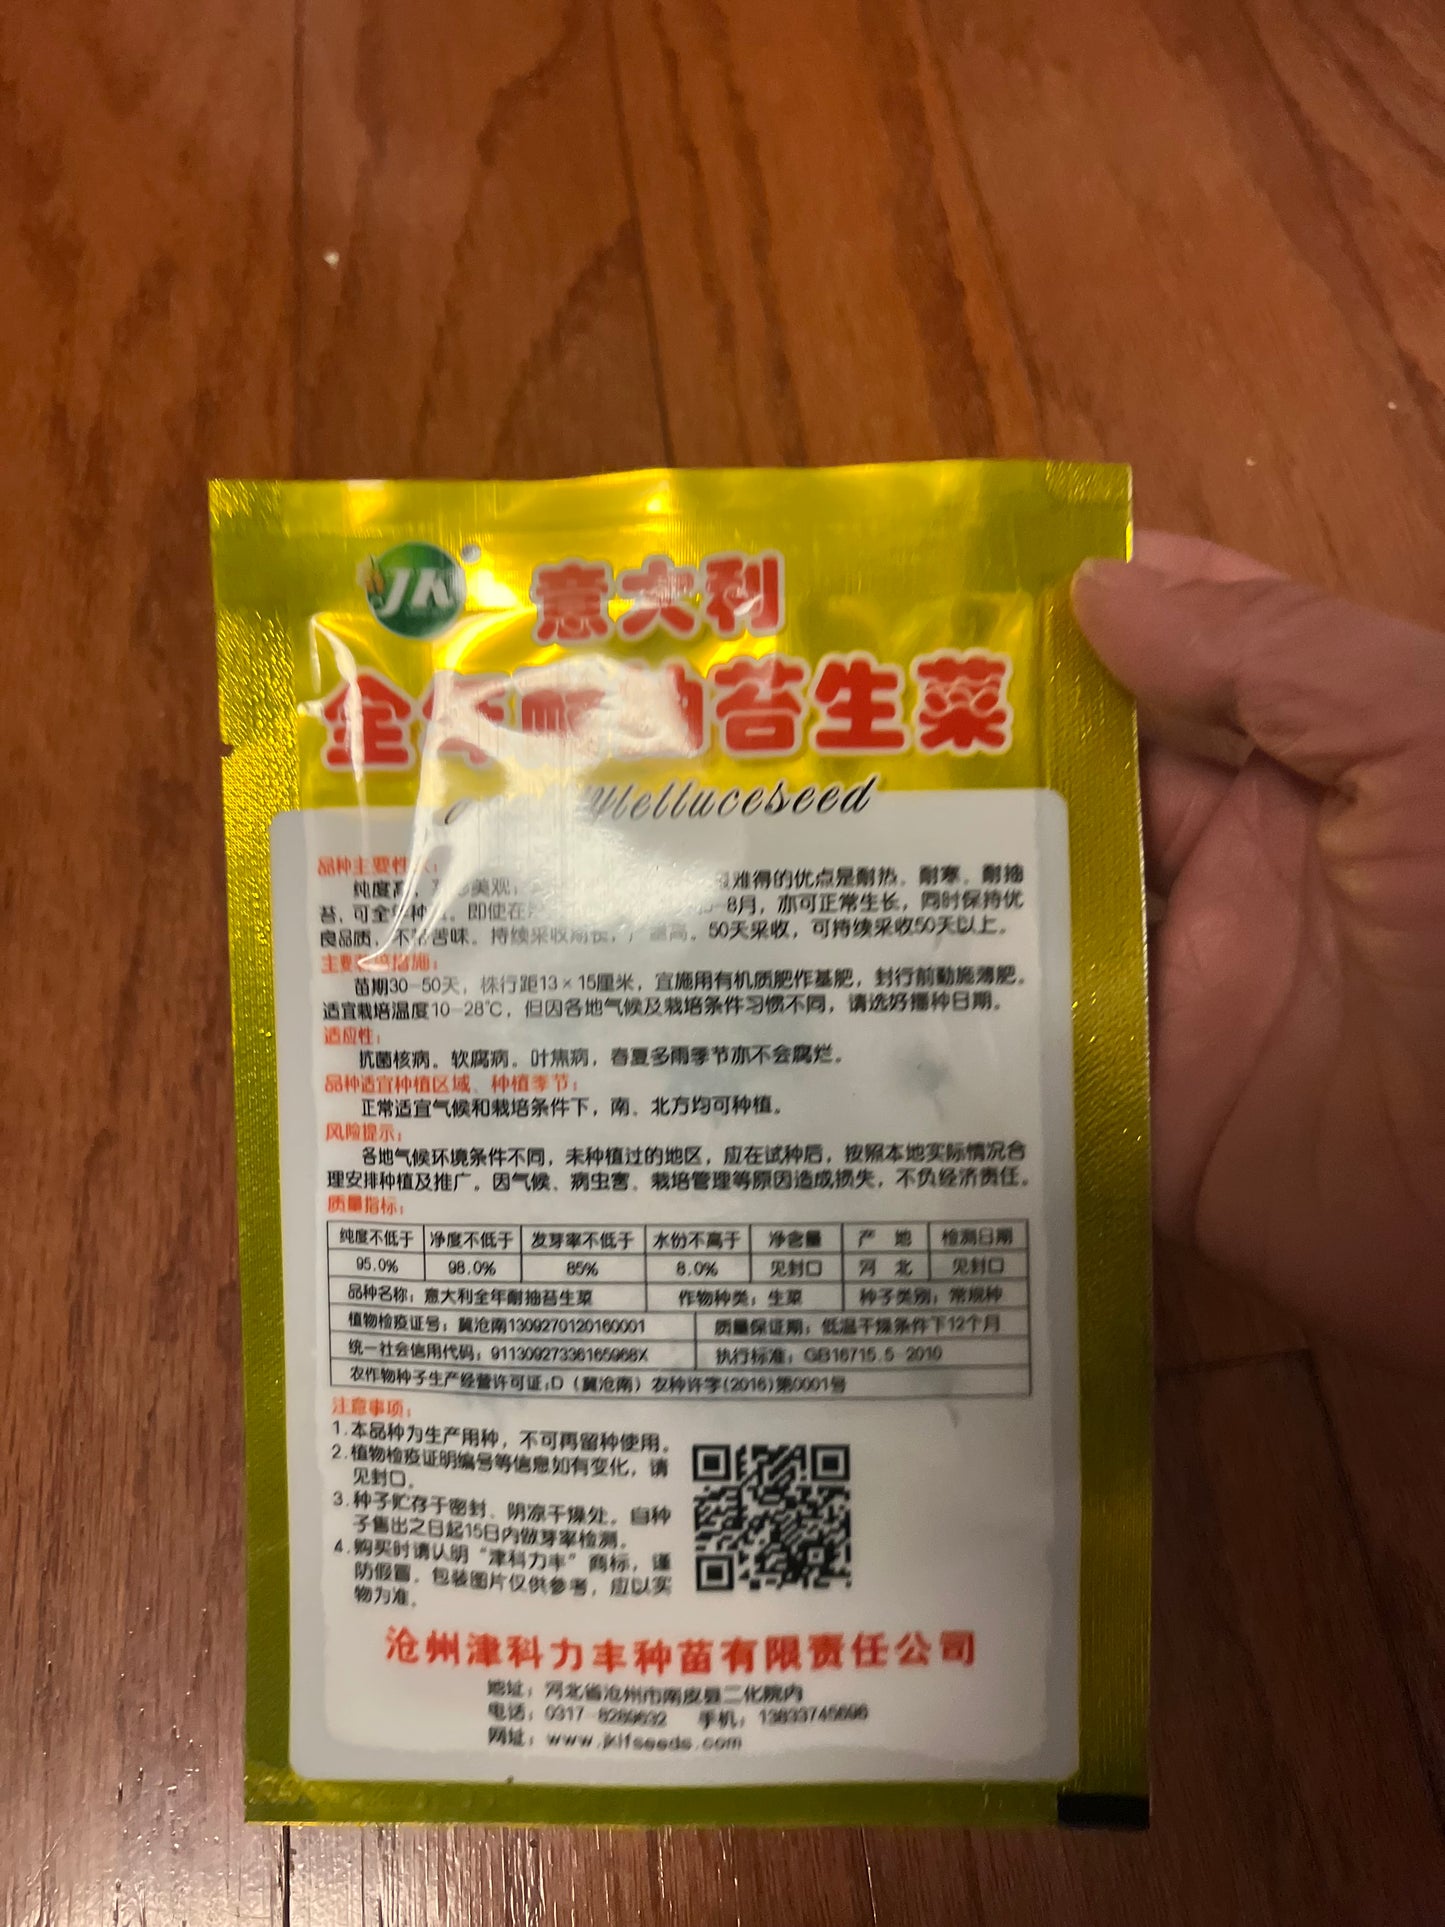 JK
意大利
全年耐抽苔生菜
lettuceseed
品种主要性
纯度高, 美观, 难得的优点是耐热、耐寒、耐抽
苔, 可全年种 。即使在 8月, 亦可正常生长, 同时保持优
良品质, 不带苦味。持续采收期长, 产量高。50天采收, 可持续采收50天以上。
主要栽培措施:
苗期30-50天, 株行距13×15厘米, 宜施用有机质肥作基肥, 封行前勤施薄肥。
适宜栽培温度10-28℃, 但因各地气候及栽培条件习惯不同, 请选好播种日期。
适应性:
抗菌核病。软腐病。叶焦病, 春夏多雨季节亦不会腐烂。
品种适宜种植区域、种植季节:
正常适宜气候和栽培条件下, 南、北方均可种植。
风险提示:
各地气候环境条件不同, 未种植过的地区, 应在试种后, 按照本地实际情况合
理安排种植及推广。因气候、病虫害、栽培管理等原因造成损失, 不负经济责任。
质量指标:
纯度不低于 净度不低于 发芽率不低于 水份不高于 净含量 产 地 检测日期
95.0% 98.0% 85% 8.0% 见封口 河 北 见封口
品种名称: 意大利全年耐抽苔生菜 作物种类: 生菜 种子类别: 常规种
植物检疫证号: 冀沧南1309270120160001 质量保证期: 低温干燥条件下12个月
统一社会信用代码: 91130927336165968X 执行标准: GB16715.5-2010
农作物种子生产经营许可证:D (冀沧南) 农种许字(2016)第0001号
注意事项:
1.本品种为生产用种, 不可再留种使用。
2.植物检疫证明编号等信息如有变化, 请
见封口。
3.种子贮存于密封、阴凉干燥处。自种
子售出之日起15日内做芽率检测。
4.购买时请认明“津科力丰”商标, 谨
防假冒。包装图片仅供参考, 应以实
物为准。
沧州津科力丰种苗有限责任公司
地址: 河北省沧州市南皮县二化院内
电话: 0317-8289632 手机: 13833745696
网址: www.jklfseeds.com